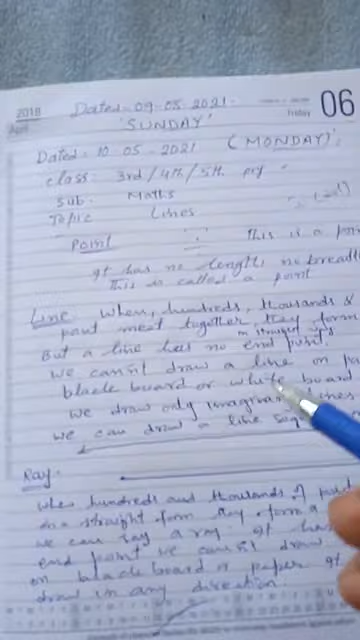 2018
April
Friday 06
Dated: 09-05-2021.
'SUNDAY'
Dated: 10-05-2021 (MONDAY)
Class: 3rd/4th/5th.
Sub: Maths
Topic Lines
Point This is a
It has no length, no
This is called a point
Line: When, hundreds, thousands &
point meet together, they form
in straight
But a line has no end point.
We cann't draw a line on
black board or white board
We draw only imaginary lines.
We can draw a line
Ray:
When hundreds and thousands of
in a straight form they form a
we can say a ray. It has
end point we can't draw
on black board or paper
draw in any direction.